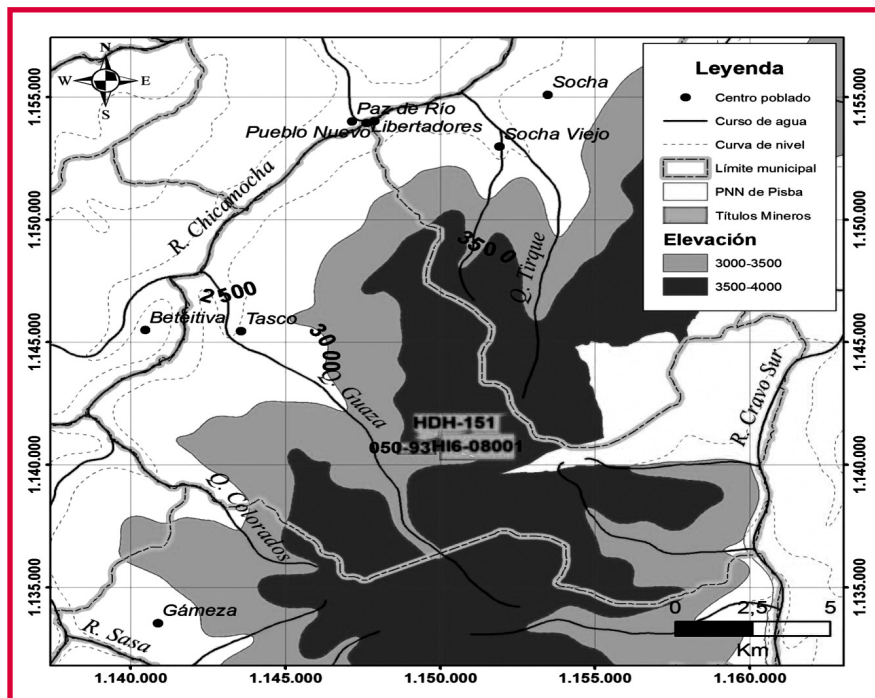 N
W E
S
1.155.000
1.150.000
1.145.000
1.140.000
1.135.000
Socha
Paz de Río
Pueblo Nuevo Libertadores
Socha Viejo
R. Chicamocha
3500
Q. Tirque
2500
Betéitiva
Tasco
3000
Q. Guaza
HDH-151
HI6-08001
R. Cravo Sur
Q. Colorados
Gámeza
R. Sasa
Leyenda
Centro poblado
Curso de agua
Curva de nivel
Límite municipal
PNN de Pisba
Títulos Mineros
Elevación
3000-3500
3500-4000
1.155.000
1.150.000
1.145.000
1.140.000
1.135.000
0 2,5 5
Km
1.140.000 1.145.000 1.150.000 1.155.000 1.160.000